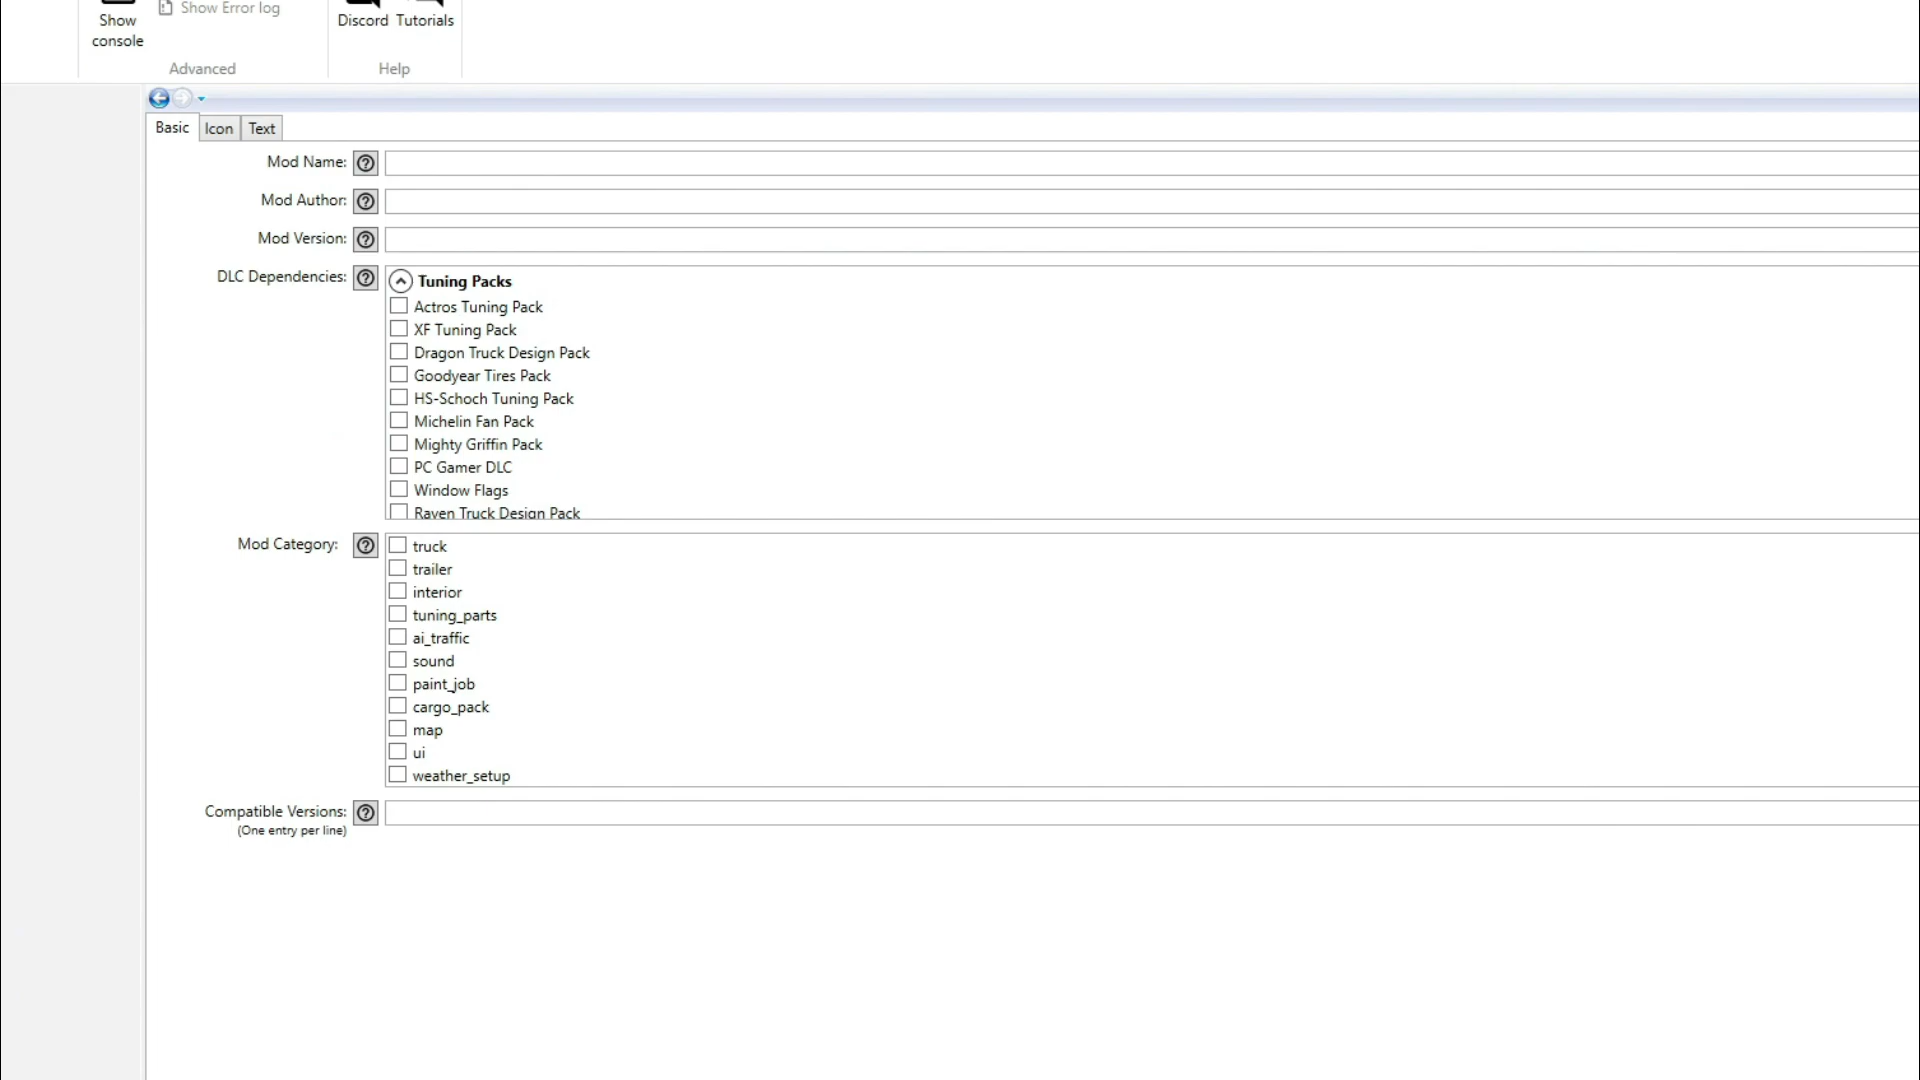 Show console
Show Error log
Advanced
Discord
Tutorials
Help
Basic
Icon
Text
Mod Name:
Mod Author:
Mod Version:
DLC Dependencies:
Tuning Packs
Actros Tuning Pack
XF Tuning Pack
Dragon Truck Design Pack
Goodyear Tires Pack
HS-Schoch Tuning Pack
Michelin Fan Pack
Mighty Griffin Pack
PC Gamer DLC
Window Flags
Raven Truck Design Pack
Mod Category:
truck
trailer
interior
tuning_parts
ai_traffic
sound
paint_job
cargo_pack
map
ui
weather_setup
Compatible Versions:
(One entry per line)